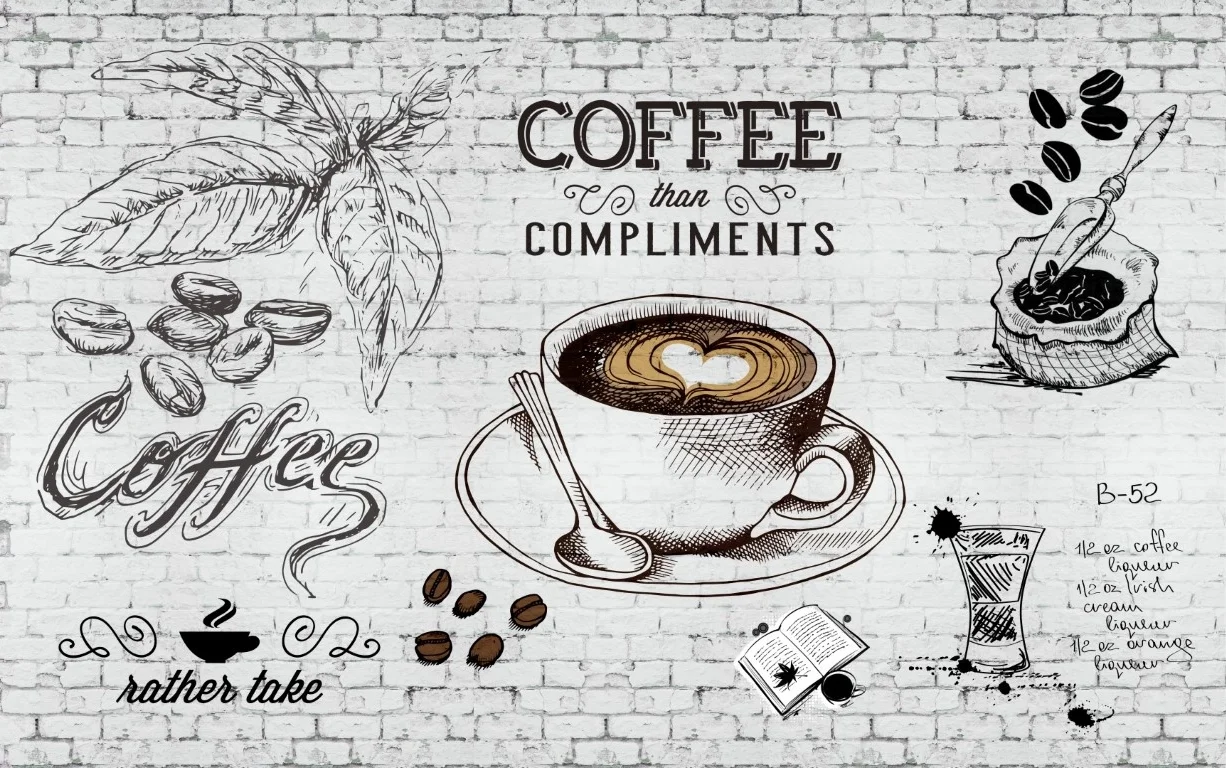 COFFEE
than
COMPLIMENTS
Coffee
rather take
B-52
1/2 oz coffee
liqueur
1/2 oz Irish
cream
liqueur
1/2 oz orange
liqueur